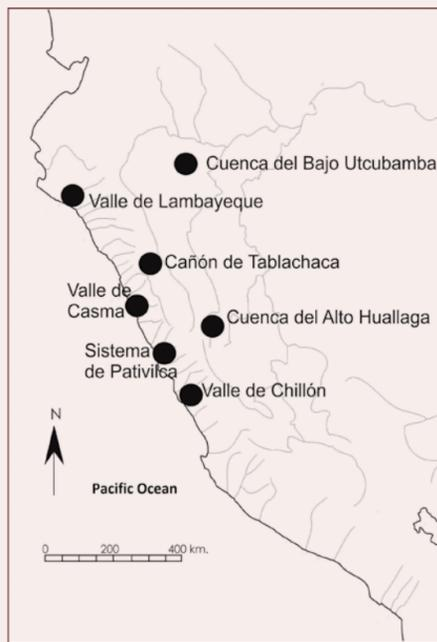 Cuenca del Bajo Utcubamba
Valle de Lambayeque
Cañón de Tablachaca
Valle de
Casma
Cuenca del Alto Huallaga
Sistema
de Pativilca
Valle de Chillón
N
Pacific Ocean
0 200 400 km.